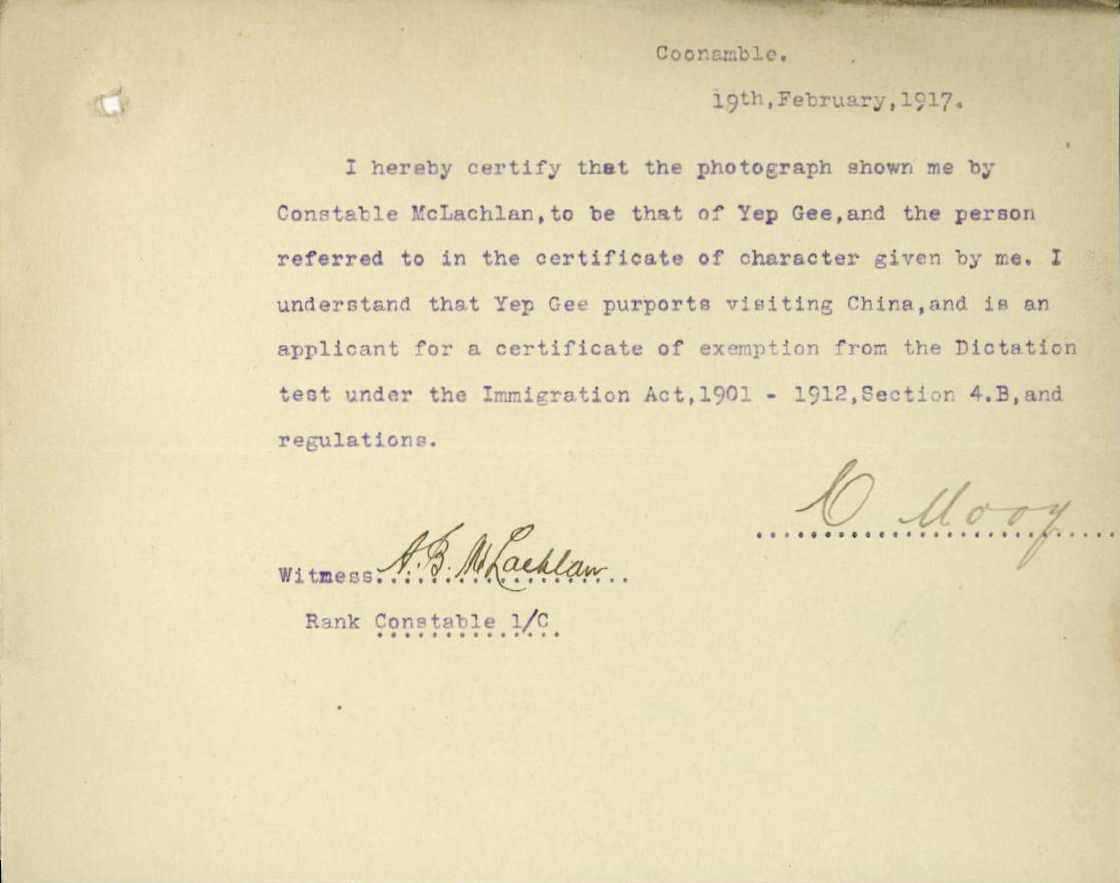 Coonamble.
19th,February,1917.
I hereby certify that the photograph shown me by
Constable McLachlan,to be that of Yep Gee,and the person
referred to in the certificate of character given by me. I
understand that Yep Gee purports visiting China,and is an
applicant for a certificate of exemption from the Dictation
test under the Immigration Act,1901 - 1912,Section 4.B,and
regulations.
Mooy
Witness A.B. McLachlan
Rank Constable 1/C